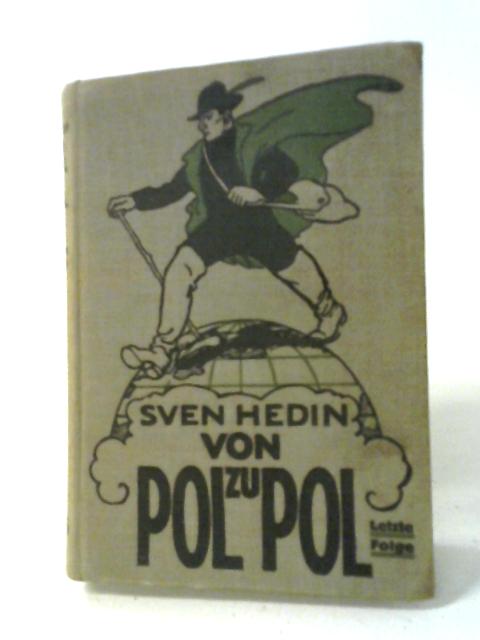 SVEN HEDIN
VON
POL ZU POL
Letzte
Folge